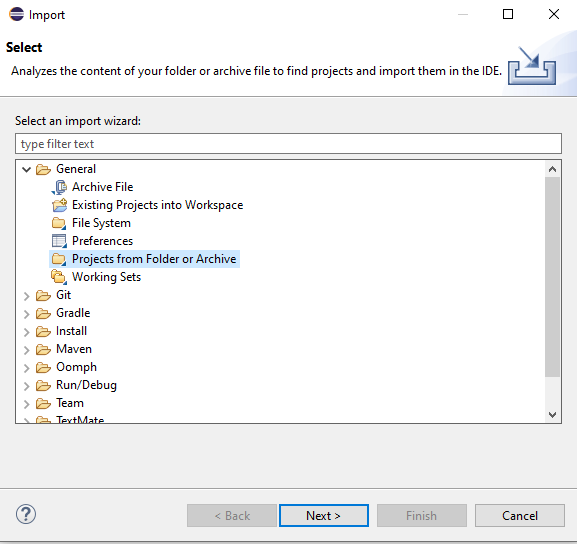 Import
Select
Analyzes the content of your folder or archive file to find projects and import them in the IDE.
Select an import wizard:
type filter text
General
Archive File
Existing Projects into Workspace
File System
Preferences
Projects from Folder or Archive
Working Sets
Git
Gradle
Install
Maven
Oomph
Run/Debug
Team
TextMate
?
< Back
Next >
Finish
Cancel